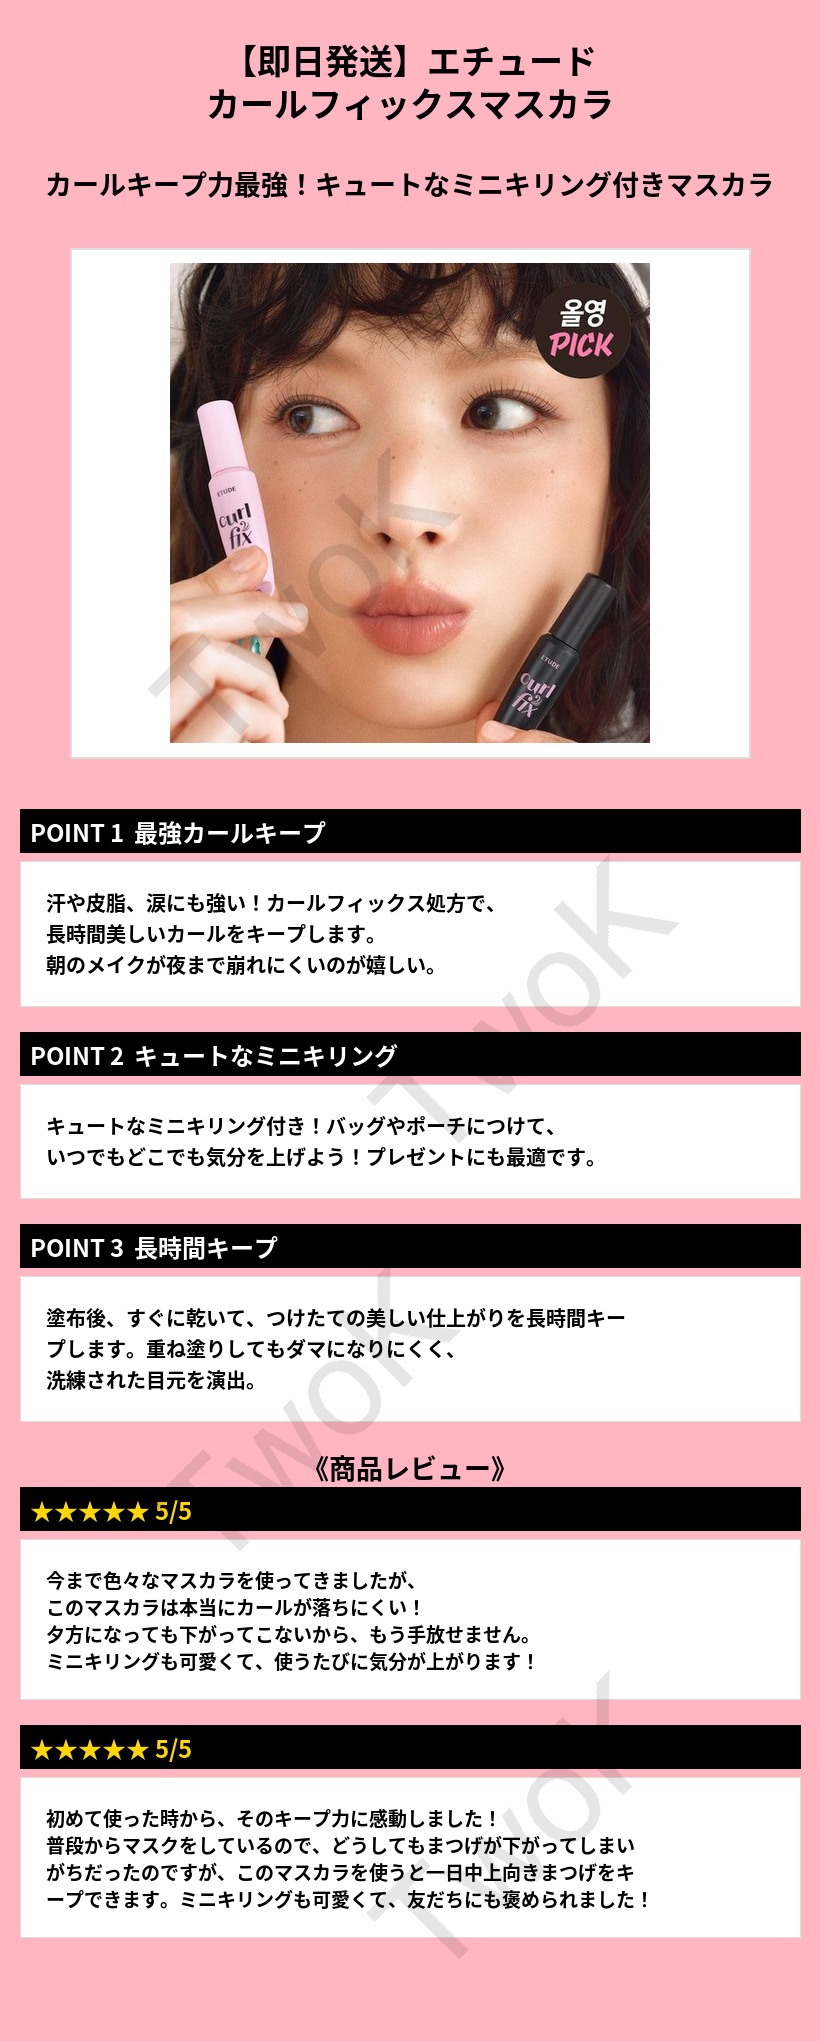 【即日発送】エチュード
カールフィックスマスカラ
カールキープ力最強！キュートなミニキリング付きマスカラ
올영
PICK
ETUDE
curl
fix
ETUDE
curl
fix
TwoK
POINT 1 最強カールキープ
汗や皮脂、涙にも強い！カールフィックス処方で、
長時間美しいカールをキープします。
朝のメイクが夜まで崩れにくいのが嬉しい。
TwoK
POINT 2 キュートなミニキリング
キュートなミニキリング付き！バッグやポーチにつけて、
いつでもどこでも気分を上げよう！プレゼントにも最適です。
POINT 3 長時間キープ
塗布後、すぐに乾いて、つけたての美しい仕上がりを長時間キー
プします。重ね塗りしてもダマになりにくく、
洗練された目元を演出。
TwoK
《商品レビュー》
★★★★★ 5/5
今まで色々なマスカラを使ってきましたが、
このマスカラは本当にカールが落ちにくい！
夕方になっても下がってこないから、もう手放せません。
ミニキリングも可愛くて、使うたびに気分が上がります！
★★★★★ 5/5
初めて使った時から、そのキープ力に感動しました！
普段からマスクをしているので、どうしてもまつげが下がってしまい
がちだったのですが、このマスカラを使うと一日中上向きまつげをキ
ープできます。ミニキリングも可愛くて、友だちにも褒められました！
TwoK